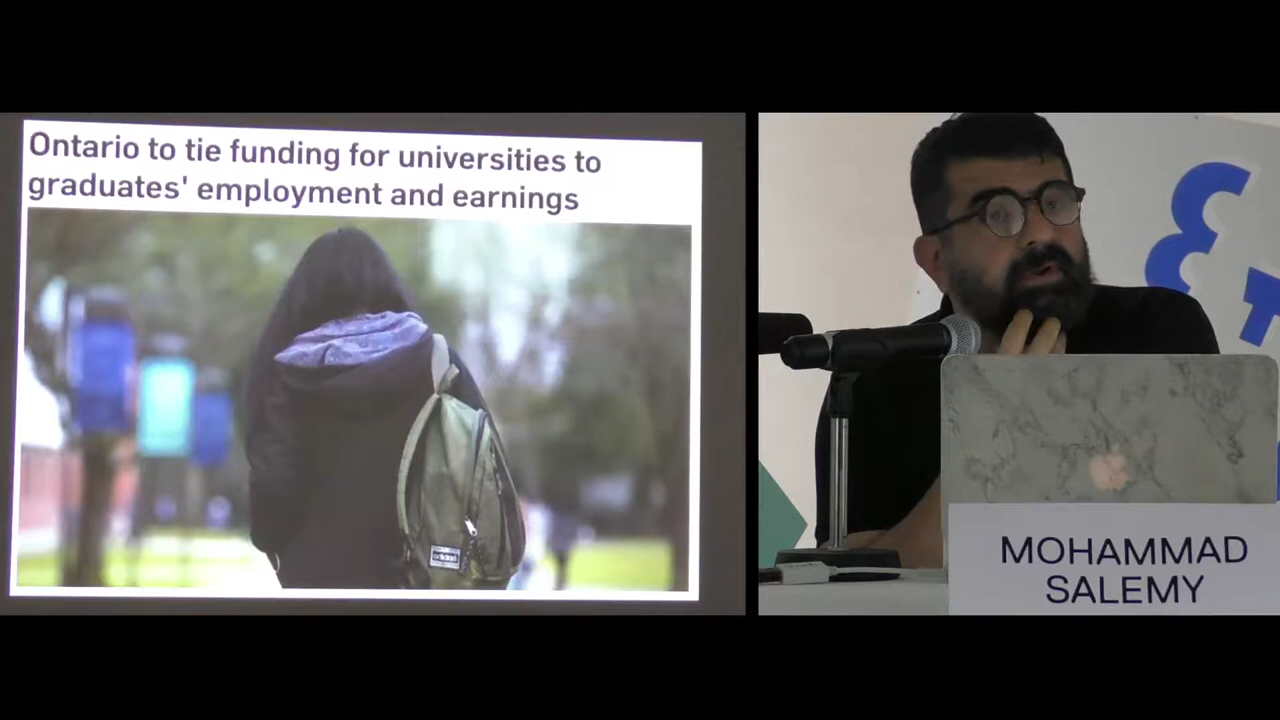 Ontario to tie funding for universities to
graduates' employment and earnings
MOHAMMAD
SALEMY